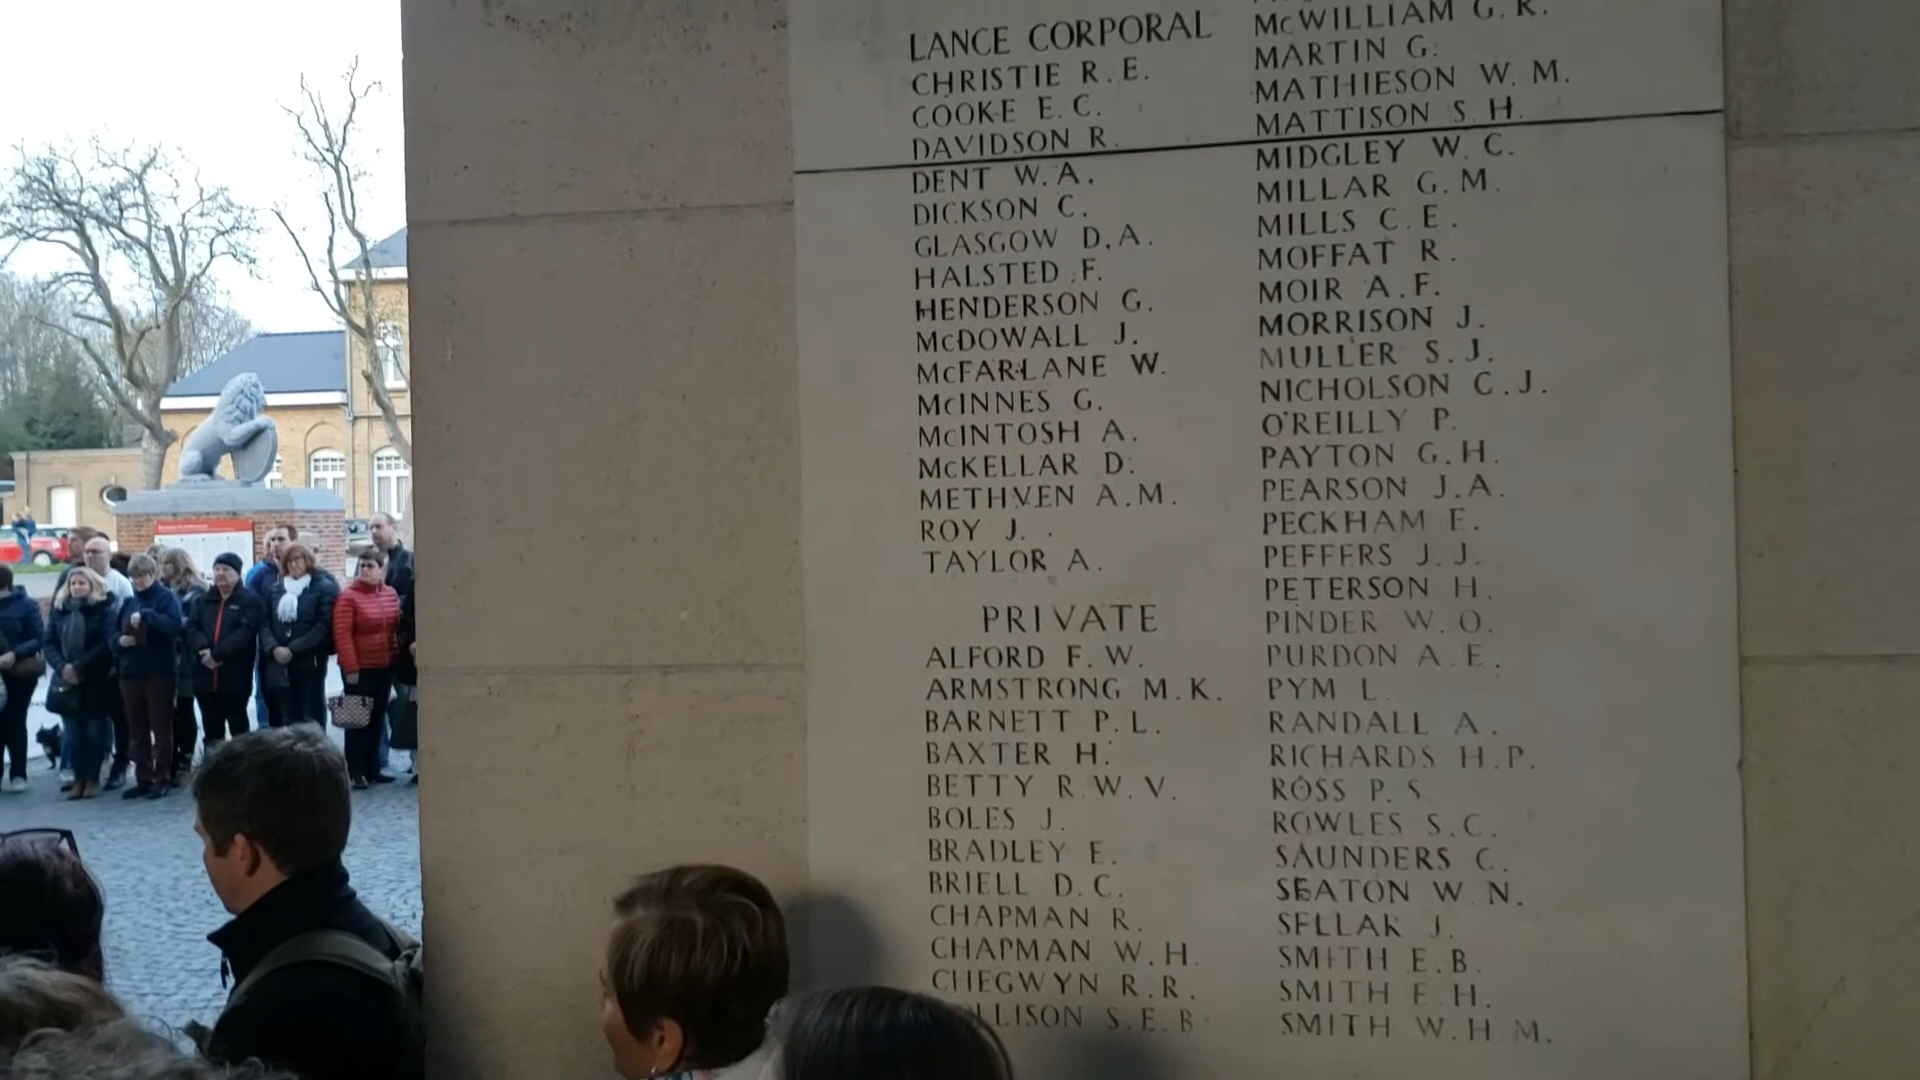 LANCE CORPORAL
CHRISTIE R. E.
COOKE E. C.
DAVIDSON R.
DENT W. A.
DICKSON C.
GLASGOW D. A.
HALSTED F.
HENDERSON G.
McDOWALL J.
McFARLANE W.
McINNES G.
McINTOSH A.
McKELLAR D.
METHVEN A. M.
ROY J.
TAYLOR A.
PRIVATE
ALFORD F. W.
ARMSTRONG M. K.
BARNETT P. L.
BAXTER H.
BETTY R. W. V.
BOLES J.
BRADLEY E.
BRIELL D. C.
CHAPMAN R.
CHAPMAN W. H.
CHEGWYN R. R.
S. E. B.
McWILLIAM G. R.
MARTIN G.
MATHIESON W. M.
MATTISON S. H.
MIDGLEY W. C.
MILLAR G. M.
MILLS C. E.
MOFFAT R.
MOIR A. F.
MORRISON J.
MULLER S. J.
NICHOLSON C. J.
O'REILLY P.
PAYTON G. H.
PEARSON J. A.
PECKHAM E.
PEFFERS J. J.
PETERSON H.
PINDER W. O.
PURDON A. E.
PYM L.
RANDALL A.
RICHARDS H. P.
ROSS P. S.
ROWLES S. C.
SAUNDERS C.
SEATON W. N.
SELLAR J.
SMITH E. B.
SMITH E. H.
SMITH W. H. M.